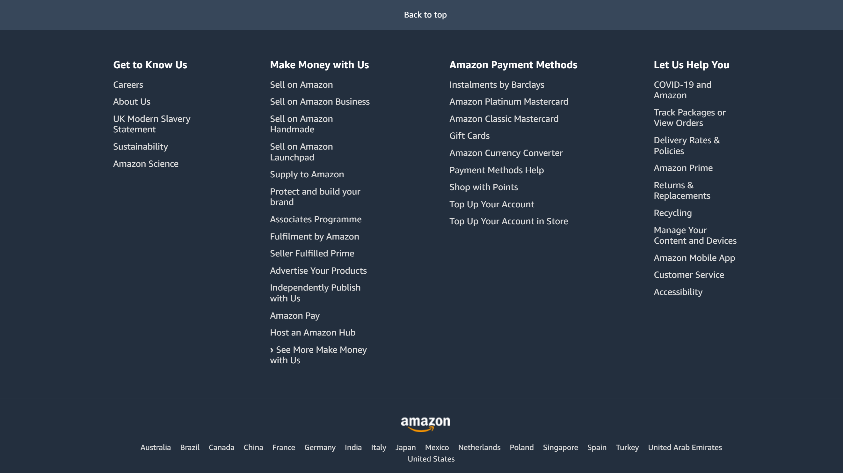 Back to top
Get to Know Us
Careers
About Us
UK Modern Slavery
Statement
Sustainability
Amazon Science
Make Money with Us
Sell on Amazon
Sell on Amazon Business
Sell on Amazon
Handmade
Sell on Amazon
Launchpad
Supply to Amazon
Protect and build your
brand
Associates Programme
Fulfilment by Amazon
Seller Fulfilled Prime
Advertise Your Products
Independently Publish
with Us
Amazon Pay
Host an Amazon Hub
› See More Make Money
with Us
Amazon Payment Methods
Instalments by Barclays
Amazon Platinum Mastercard
Amazon Classic Mastercard
Gift Cards
Amazon Currency Converter
Payment Methods Help
Shop with Points
Top Up Your Account
Top Up Your Account in Store
Let Us Help You
COVID-19 and
Amazon
Track Packages or
View Orders
Delivery Rates &
Policies
Amazon Prime
Returns &
Replacements
Recycling
Manage Your
Content and Devices
Amazon Mobile App
Customer Service
Accessibility
amazon
Australia Brazil Canada China France Germany India Italy Japan Mexico Netherlands Poland Singapore Spain Turkey United Arab Emirates
United States